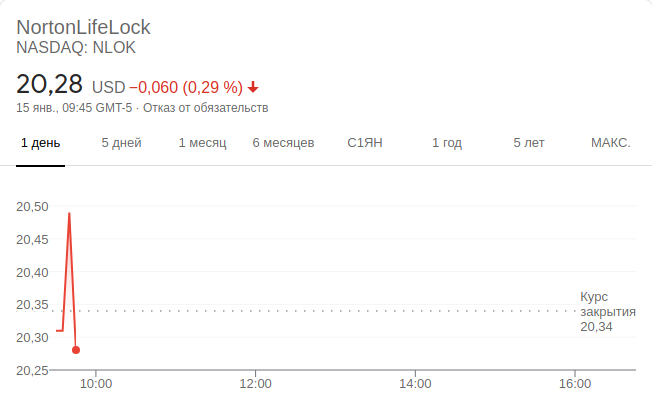 NortonLifeLock
NASDAQ: NLOK
20,28 USD −0,060 (0,29 %)
15 янв., 09:45 GMT-5 · Отказ от обязательств
1 день 5 дней 1 месяц 6 месяцев С1ЯН 1 год 5 лет МАКС.
20,50
20,45
20,40
20,35
20,30
20,25
Курс
закрытия
20,34
10:00 12:00 14:00 16:00